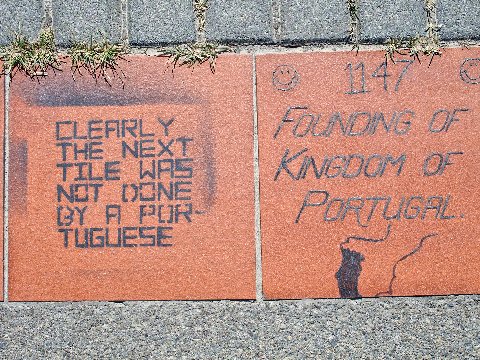 CLEARLY
THE NEXT
TILE WAS
NOT DONE
BY A POR-
TUGUESE
1147
FOUNDING OF
KINGDOM OF
PORTUGAL.